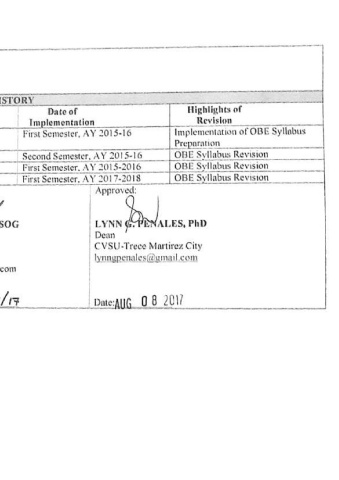 ISTORY
Date of Implementation
Highlights of Revision
First Semester, AY 2015-16
Implementation of OBE Syllabus Preparation
Second Semester, AY 2015-16
OBE Syllabus Revision
First Semester, AY 2015-2016
OBE Syllabus Revision
First Semester, AY 2017-2018
OBE Syllabus Revision
Approved:
SOG
LYNN G. PENALES, PhD
Dean
CVSU-Trece Martirez City
lynngpenales@gmail.com
com
/17
Date: AUG 08 2017